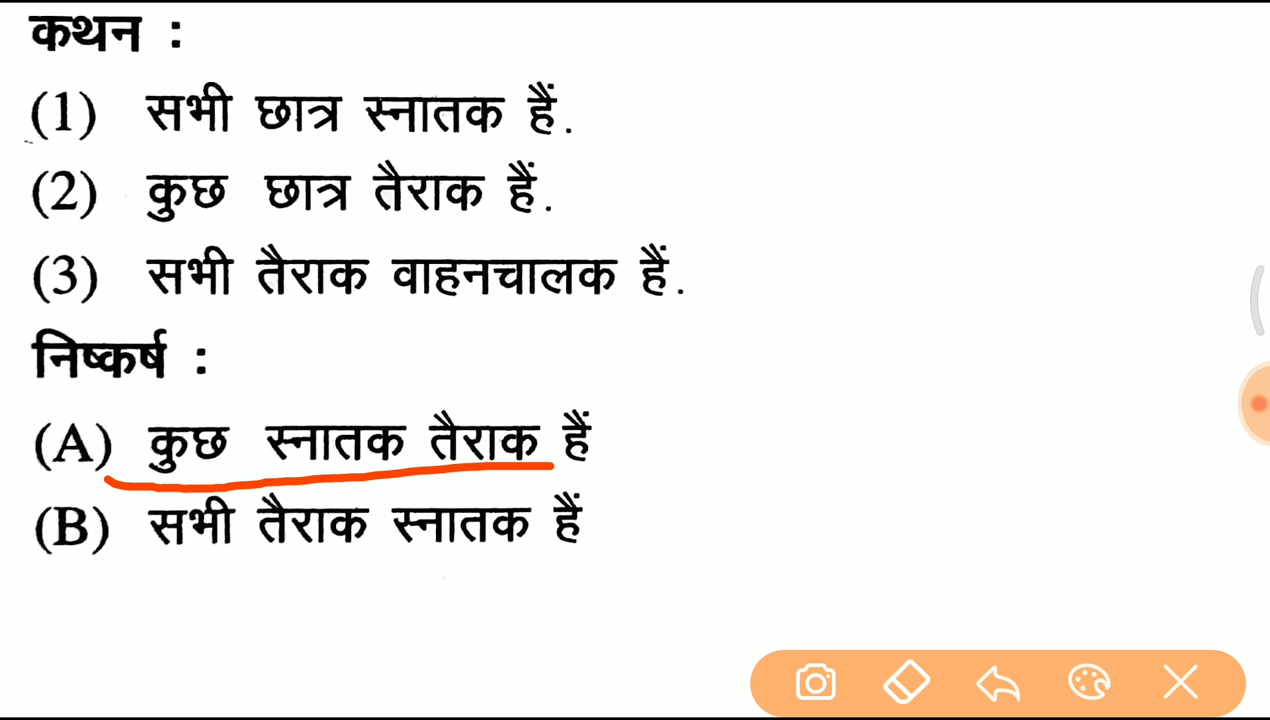 कथन :
(1) सभी छात्र स्नातक हैं.
(2) कुछ छात्र तैराक हैं.
(3) सभी तैराक वाहनचालक हैं.
निष्कर्ष :
(A) कुछ स्नातक तैराक हैं
(B) सभी तैराक स्नातक हैं